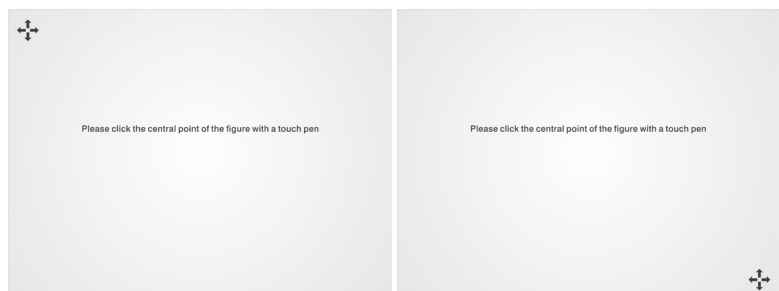 Please click the central point of the figure with a touch pen
Please click the central point of the figure with a touch pen